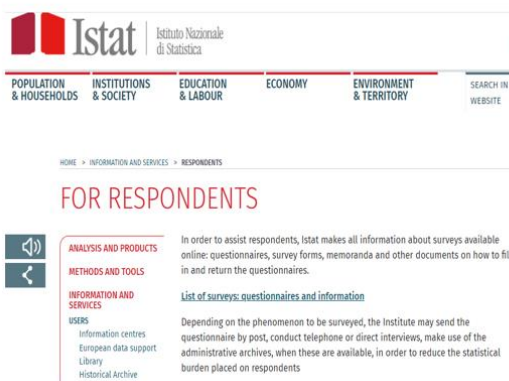 Istat
Istituto Nazionale
di Statistica
POPULATION
& HOUSEHOLDS
INSTITUTIONS
& SOCIETY
EDUCATION
& LABOUR
ECONOMY
ENVIRONMENT
& TERRITORY
SEARCH IN
WEBSITE
HOME > INFORMATION AND SERVICES > RESPONDENTS
FOR RESPONDENTS
ANALYSIS AND PRODUCTS
METHODS AND TOOLS
INFORMATION AND
SERVICES
USERS
Information centres
European data support
Library
Historical Archive
In order to assist respondents, Istat makes all information about surveys available
online: questionnaires, survey forms, memoranda and other documents on how to fil
in and return the questionnaires.
List of surveys: questionnaires and information
Depending on the phenomenon to be surveyed, the Institute may send the
questionnaire by post, conduct telephone or direct interviews, make use of the
administrative archives, when these are available, in order to reduce the statistical
burden placed on respondents